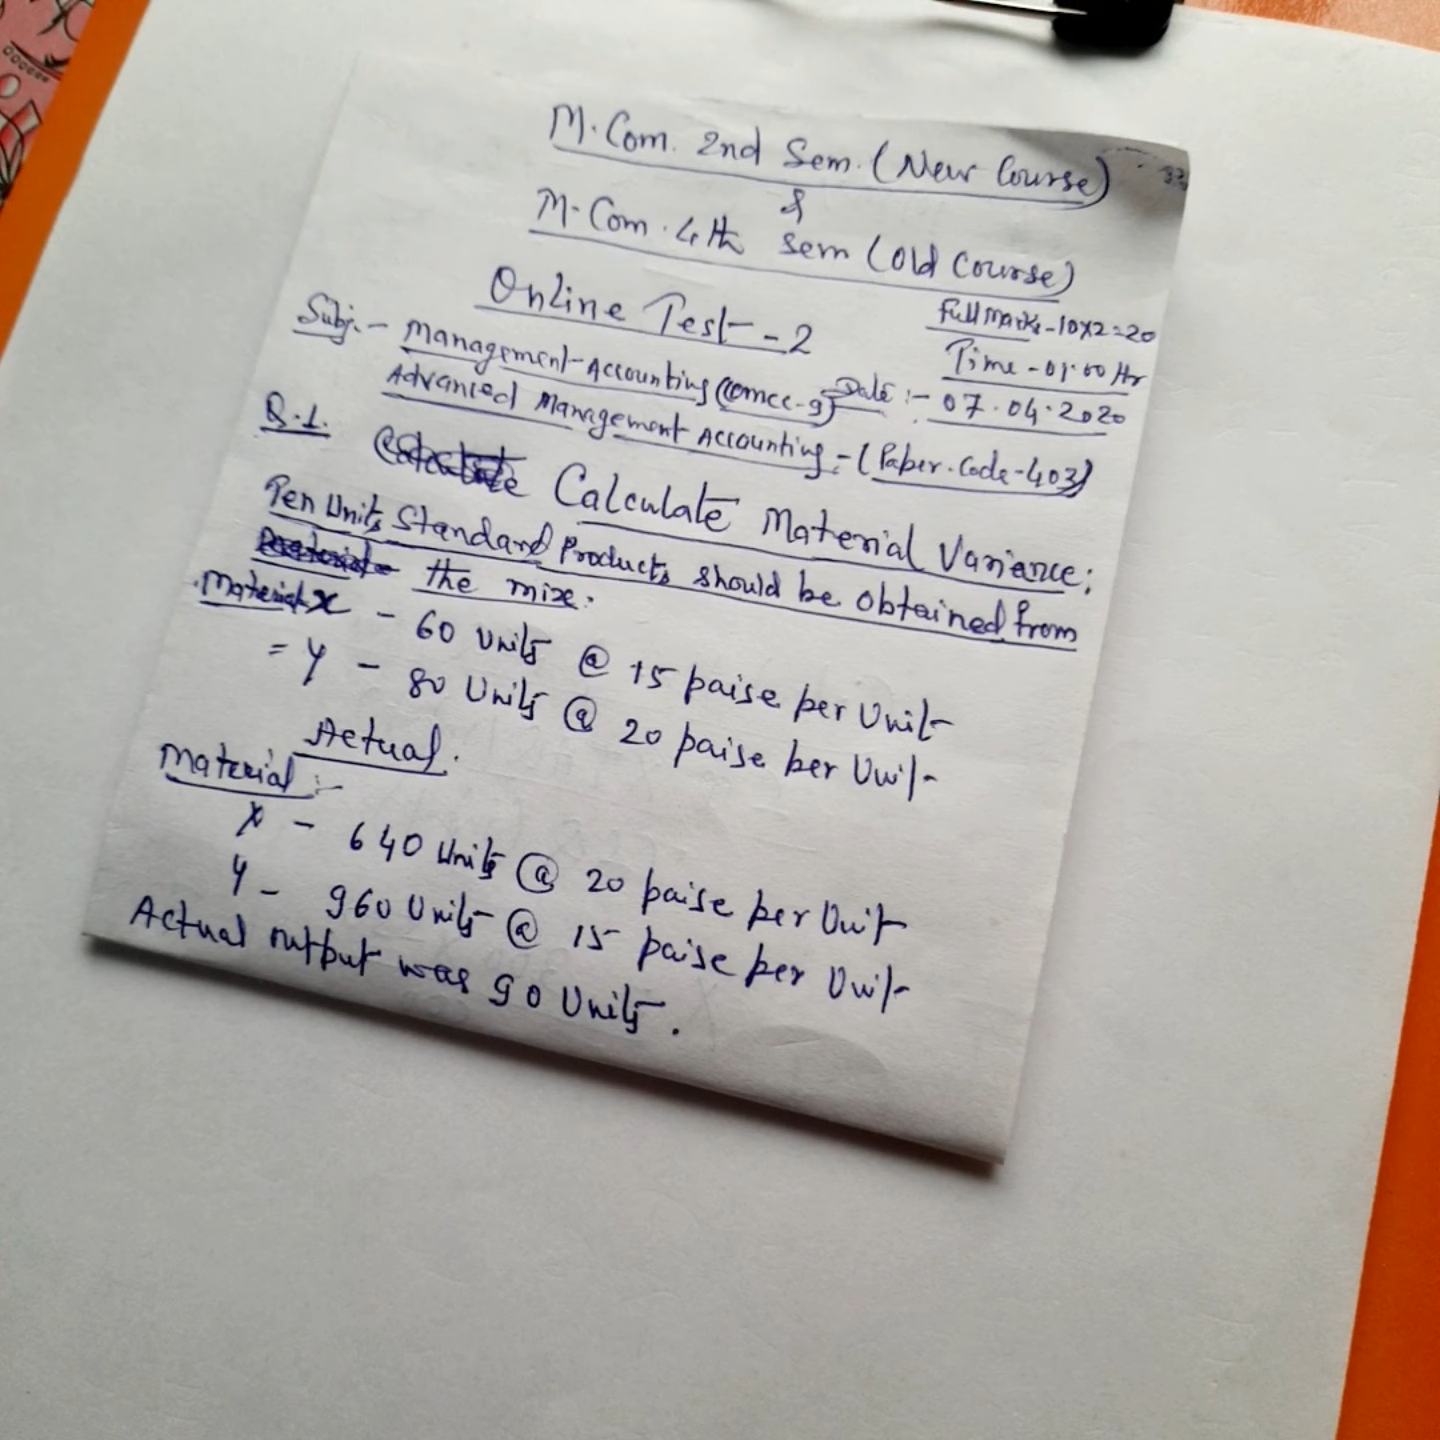 M.Com. 2nd Sem. (New Course)
&
M.Com. 4th Sem (Old Course)
Online Test-2
Full Marks-10x2=20
Time-01.00 Hr
Subj.- Management Accounting (Comcc-9) Date:- 07.04.2020
Advanced Management Accounting-(Paper.Code-403)
Q.1. Calculate Material Variance:
Ten Units Standard Products should be obtained from
the mix:
Material X - 60 Units @ 15 paise per Unit
= Y - 80 Units @ 20 paise per Unit
Actual.
Material:-
X - 640 Units @ 20 paise per Unit
Y - 960 Units @ 15 paise per Unit
Actual output was 90 Units.